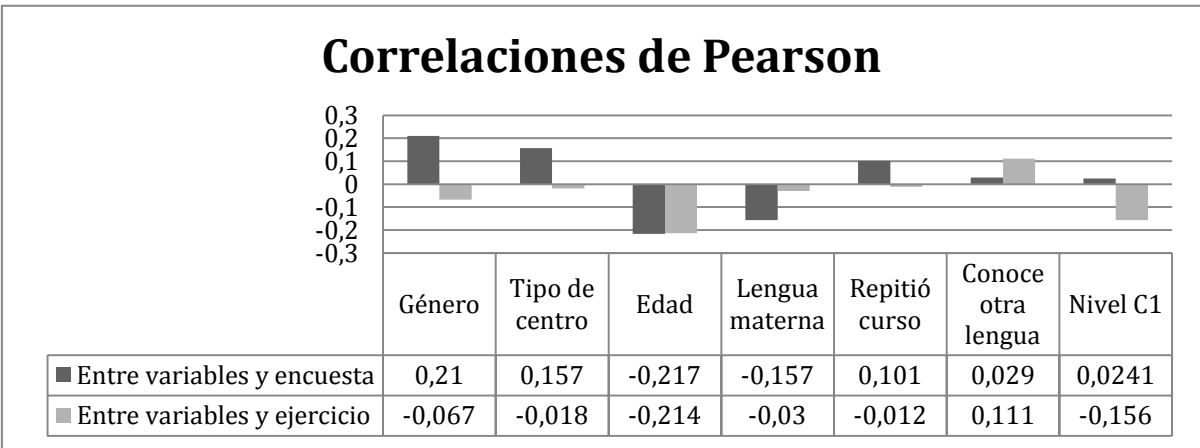 Correlaciones de Pearson
0,3
0,2
0,1
0
-0,1
-0,2
-0,3
Género
Tipo de
centro
Edad
Lengua
materna
Repitió
curso
Conoce
otra
lengua
Nivel C1
Entre variables y encuesta 0,21 0,157 -0,217 -0,157 0,101 0,029 0,0241
Entre variables y ejercicio -0,067 -0,018 -0,214 -0,03 -0,012 0,111 -0,156